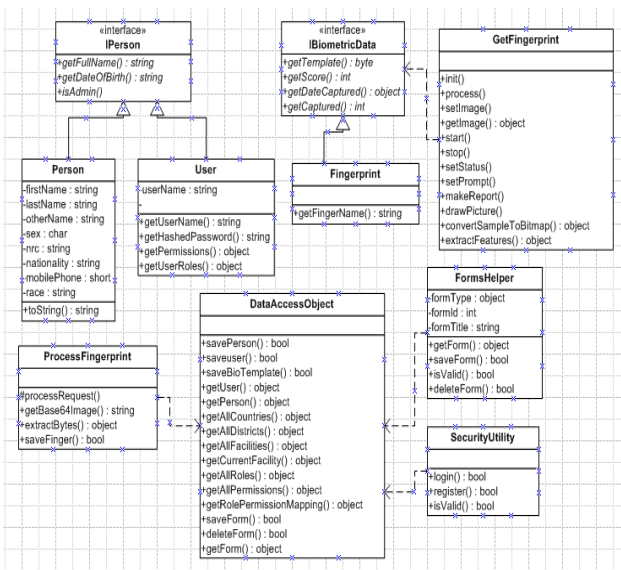 «interface»
IPerson
+getFullName() : string
+getDateOfBirth() : string
+isAdmin()
«interface»
IBiometricData
+getTemplate() : byte
+getScore() : int
+getDateCaptured() : object
+getCaptured() : int
GetFingerprint
+init()
+process()
+setImage()
+getImage() : object
+start()
+stop()
+setStatus()
+setPrompt()
+makeReport()
+drawPicture()
+convertSampleToBitmap() : object
+extractFeatures() : object
Person
-firstName : string
-lastName : string
-otherName : string
-sex : char
-nrc : string
-nationality : string
-mobilePhone : short
-race : string
+toString() : string
User
-userName : string
-
+getUserName() : string
+getHashedPassword() : string
+getPermissions() : object
+getUserRoles() : object
Fingerprint
+getFingerName() : string
FormsHelper
-formType : object
-formId : int
-formTitle : string
+getForm() : object
+saveForm() : bool
+isValid() : bool
+deleteForm() : bool
DataAccessObject
+savePerson() : bool
+saveuser() : bool
+saveBioTemplate() : bool
+getUser() : object
+getPerson() : object
+getAllCountries() : object
+getAllDistricts() : object
+getAllFacilities() : object
+getCurrentFacility() : object
+getAllRoles() : object
+getAllPermissions() : object
+getRolePermissionMapping() : object
+saveForm() : bool
+deleteForm() : bool
+getForm() : object
ProcessFingerprint
#processRequest()
+getBase64Image() : string
+extractBytes() : object
+saveFinger() : bool
SecurityUtility
+login() : bool
+register() : bool
+isValid() : bool